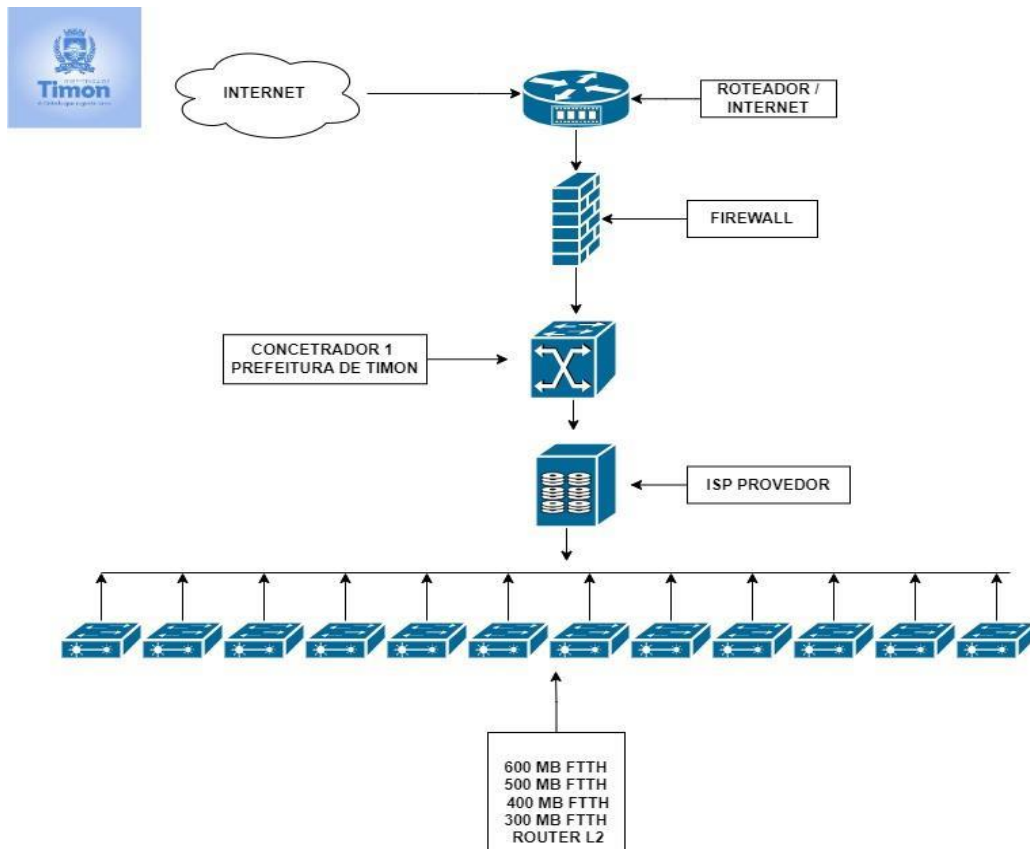 Timon
INTERNET
ROTEADOR /
INTERNET
FIREWALL
CONCETRADOR 1
PREFEITURA DE TIMON
ISP PROVEDOR
600 MB FTTH
500 MB FTTH
400 MB FTTH
300 MB FTTH
ROUTER L2